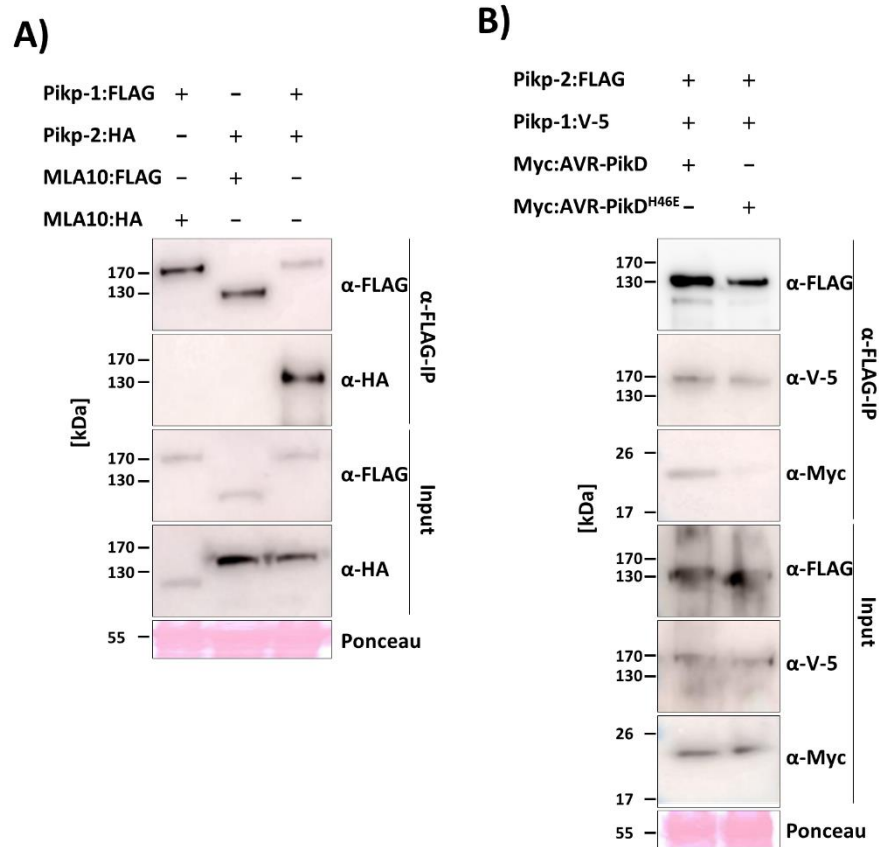 A)
Pikp-1:FLAG + – +
Pikp-2:HA – + +
MLA10:FLAG – + –
MLA10:HA + – –
170
130
α-FLAG
170
130
α-HA
α-FLAG-IP
[kDa]
170
130
α-FLAG
170
130
α-HA
Input
55
Ponceau
B)
Pikp-2:FLAG + +
Pikp-1:V-5 + +
Myc:AVR-PikD + –
Myc:AVR-PikDᴴ⁴⁶ᴱ – +
170
130
α-FLAG
170
130
α-V-5
26
17
α-Myc
α-FLAG-IP
[kDa]
170
130
α-FLAG
170
130
α-V-5
26
17
α-Myc
Input
55
Ponceau